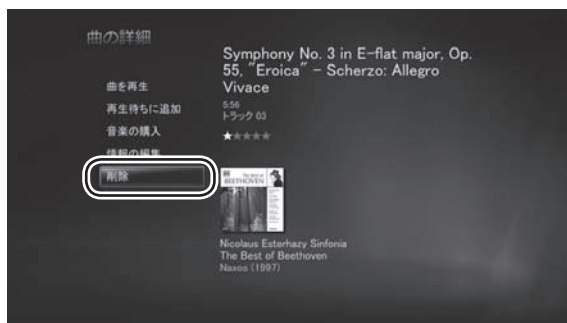 曲の詳細
曲を再生
再生待ちに追加
音楽の購入
情報の編集
削除
Symphony No. 3 in E-flat major, Op.
55, "Eroica" - Scherzo: Allegro
Vivace
5:56
トラック 03
The Best of
BEETHOVEN
Nicolaus Esterhazy Sinfonia
The Best of Beethoven
Naxos (1997)